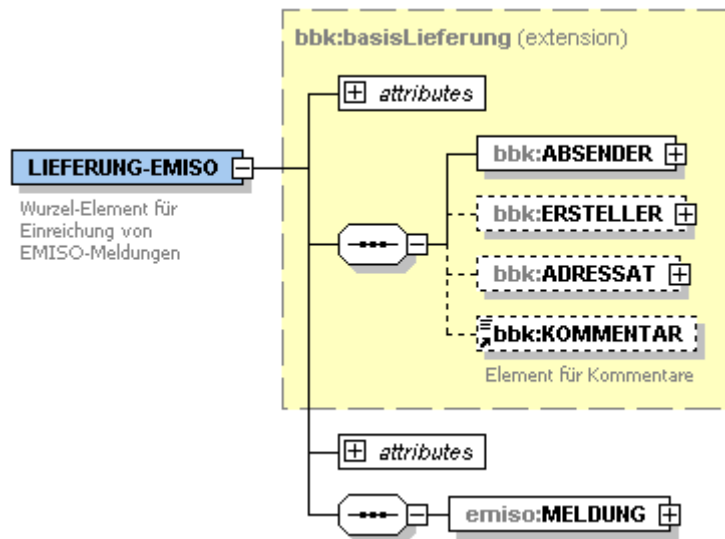 bbk:basisLieferung (extension)
attributes
LIEFERUNG-EMISO
Wurzel-Element für
Einreichung von
EMISO-Meldungen
bbk:ABSENDER
bbk:ERSTELLER
bbk:ADRESSAT
bbk:KOMMENTAR
Element für Kommentare
attributes
emiso:MELDUNG